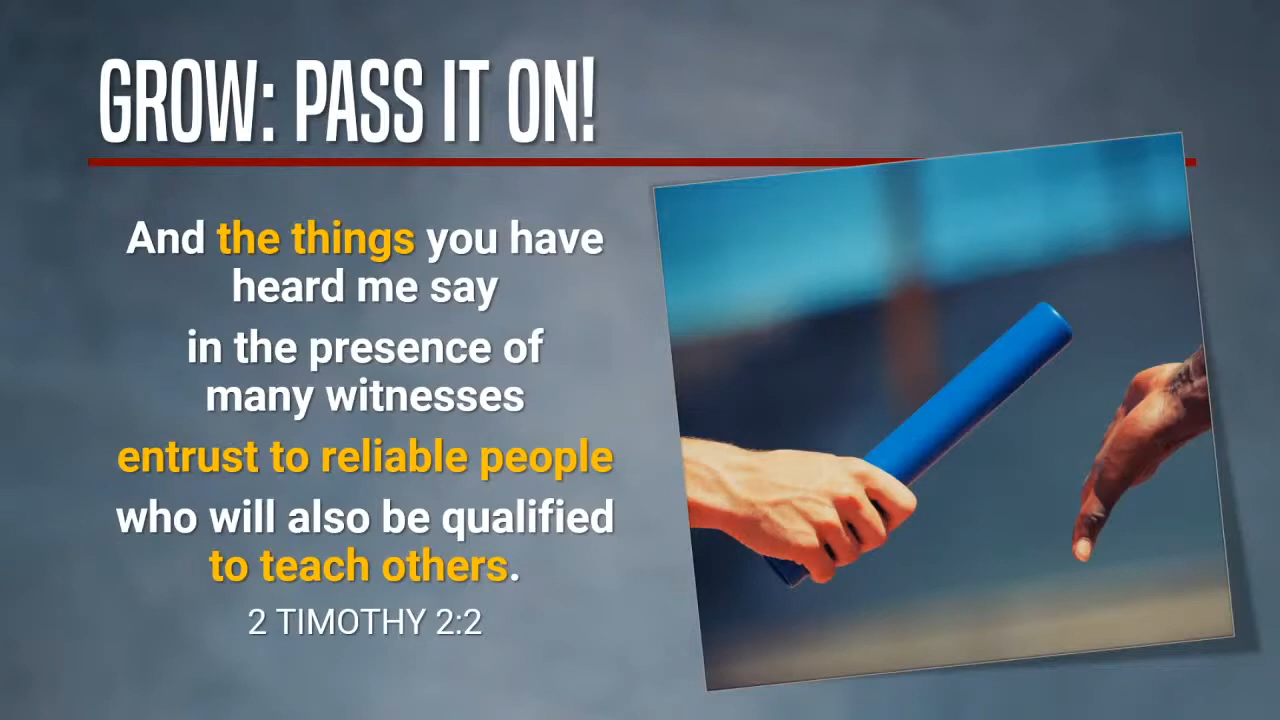 GROW: PASS IT ON!
And the things you have
heard me say
in the presence of
many witnesses
entrust to reliable people
who will also be qualified
to teach others.
2 TIMOTHY 2:2